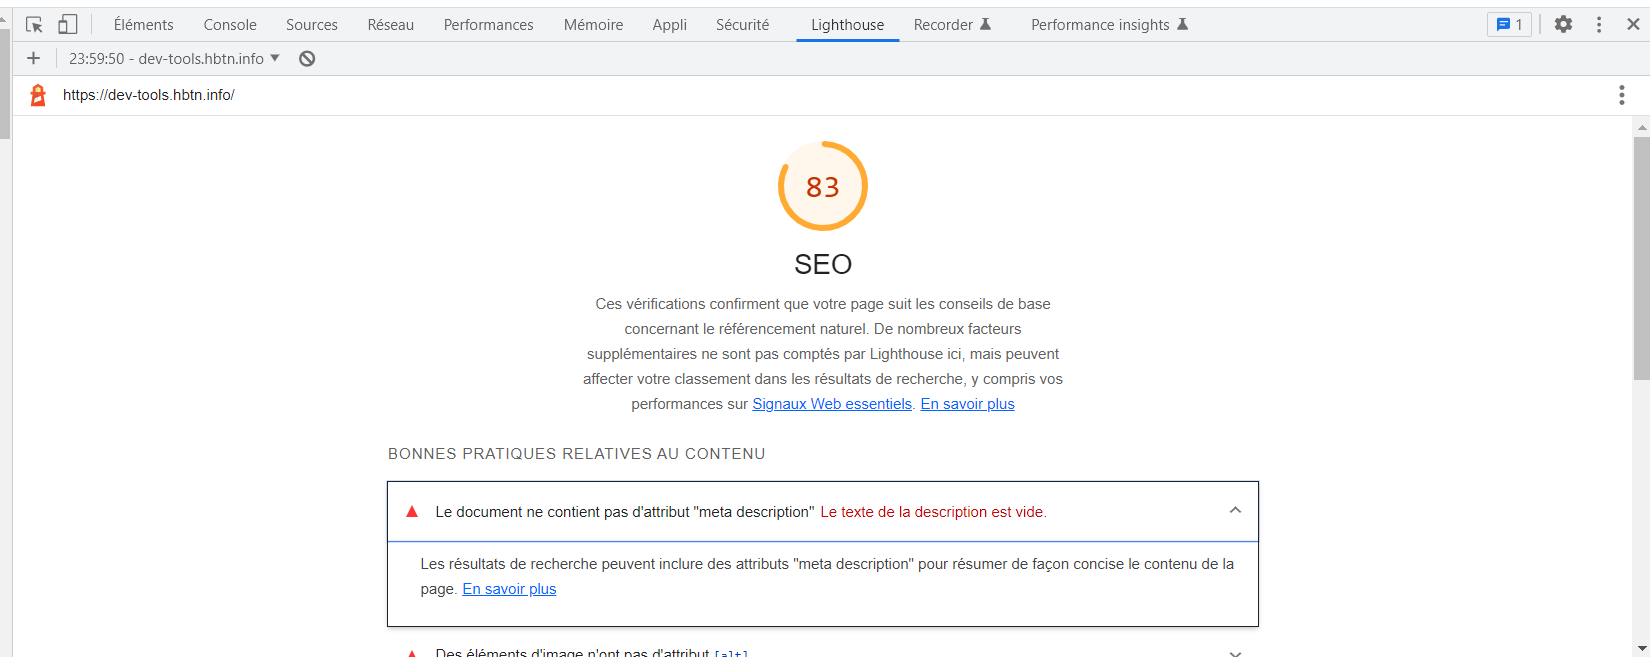 Éléments Console Sources Réseau Performances Mémoire Appli Sécurité Lighthouse Recorder Performance insights 1
23:59:50 - dev-tools.hbtn.info
https://dev-tools.hbtn.info/
83
SEO
Ces vérifications confirment que votre page suit les conseils de base
concernant le référencement naturel. De nombreux facteurs
supplémentaires ne sont pas comptés par Lighthouse ici, mais peuvent
affecter votre classement dans les résultats de recherche, y compris vos
performances sur Signaux Web essentiels. En savoir plus
BONNES PRATIQUES RELATIVES AU CONTENU
Le document ne contient pas d'attribut "meta description" Le texte de la description est vide.
Les résultats de recherche peuvent inclure des attributs "meta description" pour résumer de façon concise le contenu de la
page. En savoir plus
Des éléments d'image n'ont pas d'attribut [alt]